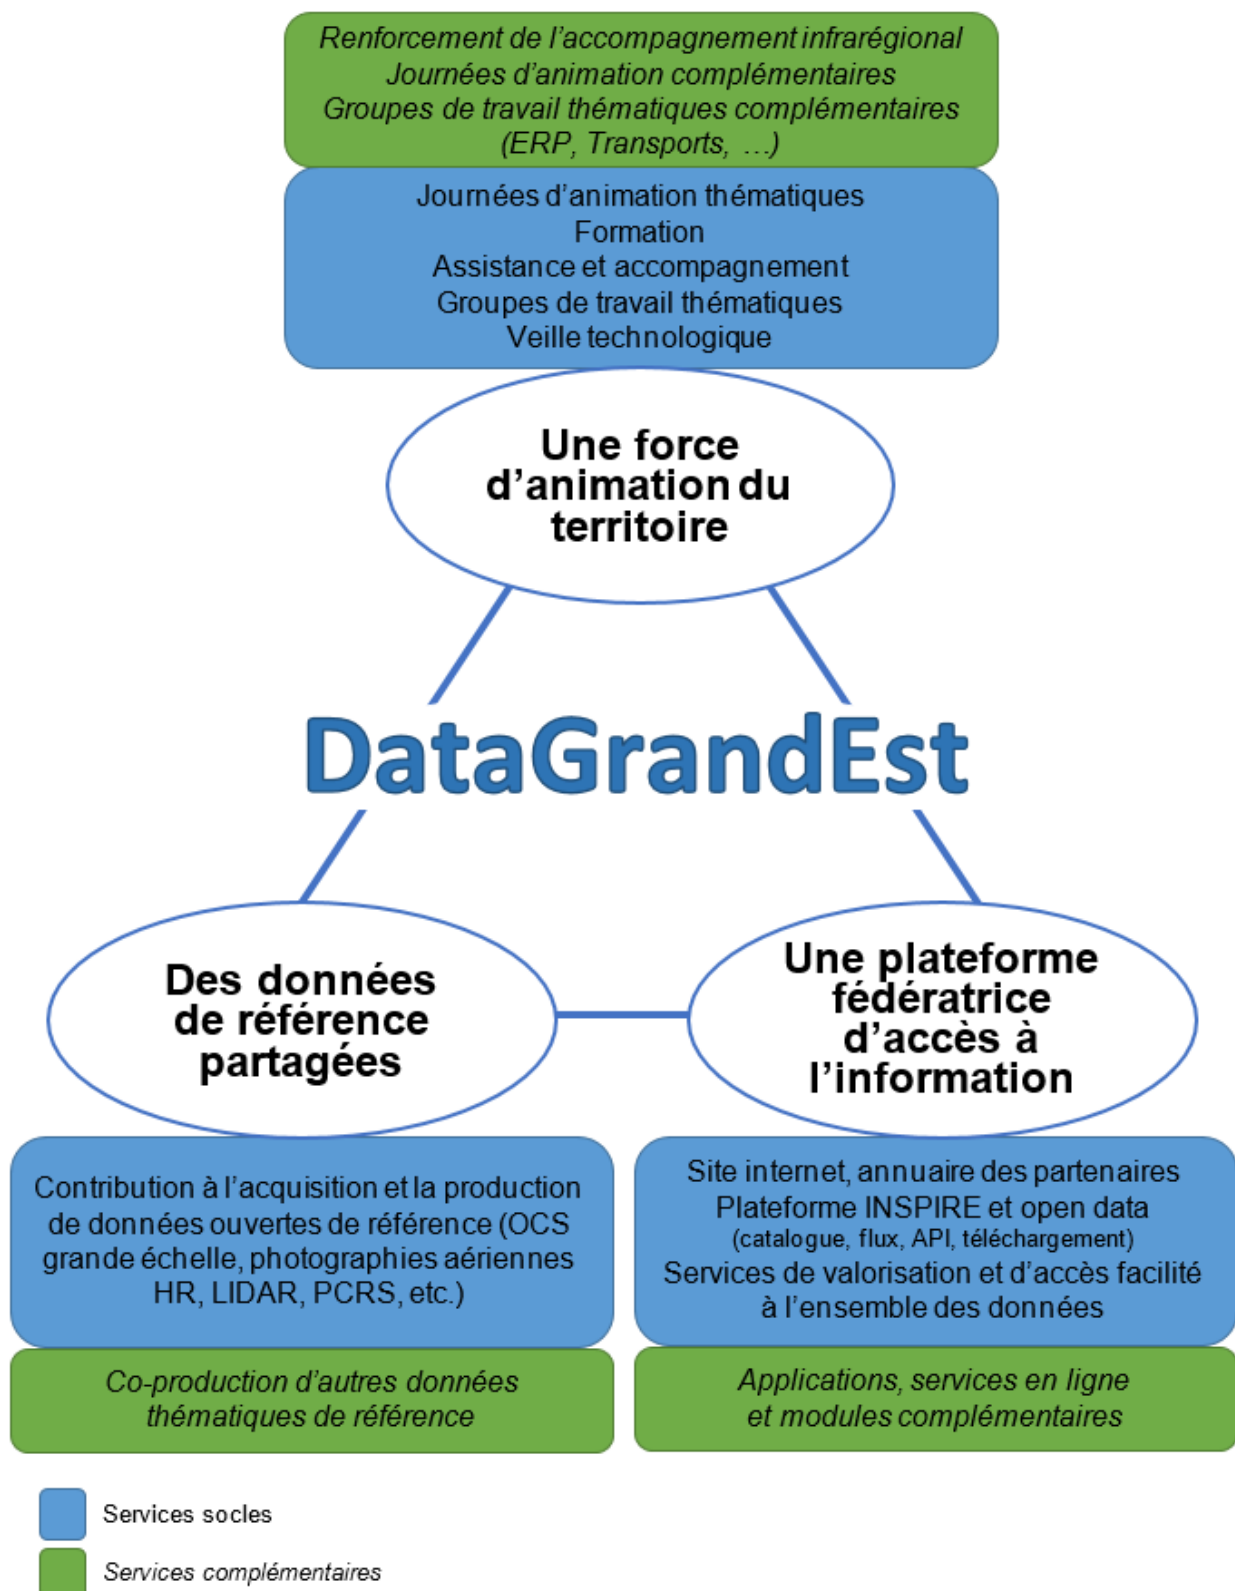 Renforcement de l’accompagnement infrarégional
Journées d’animation complémentaires
Groupes de travail thématiques complémentaires
(ERP, Transports, …)
Journées d’animation thématiques
Formation
Assistance et accompagnement
Groupes de travail thématiques
Veille technologique
Une force
d’animation du
territoire
DataGrandEst
Des données
de référence
partagées
Une plateforme
fédératrice
d’accès à
l’information
Contribution à l’acquisition et la production
de données ouvertes de référence (OCS
grande échelle, photographies aériennes
HR, LIDAR, PCRS, etc.)
Site internet, annuaire des partenaires
Plateforme INSPIRE et open data
(catalogue, flux, API, téléchargement)
Services de valorisation et d’accès facilité
à l’ensemble des données
Co-production d’autres données
thématiques de référence
Applications, services en ligne
et modules complémentaires
Services socles
Services complémentaires